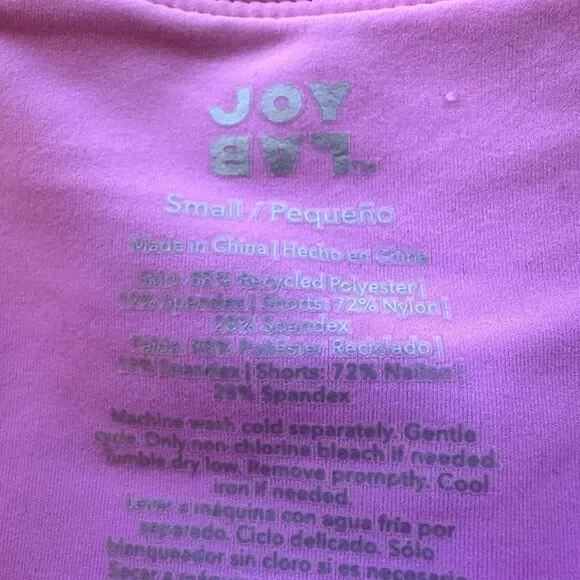 JOY
LAB™
Small / Pequeño
Made in China | Hecho en China
Skirt: 88% Recycled Polyester |
12% Spandex | Shorts: 72% Nylon |
28% Spandex
Falda: 88% Poliéster Reciclado |
12% Spandex | Shorts: 72% Nailon |
28% Spandex
Machine wash cold separately. Gentle
cycle. Only non-chlorine bleach if needed.
Tumble dry low. Remove promptly. Cool
iron if needed.
Lavar a máquina con agua fría por
separado. Ciclo delicado. Sólo
blanqueador sin cloro si es necesario.
Secar a